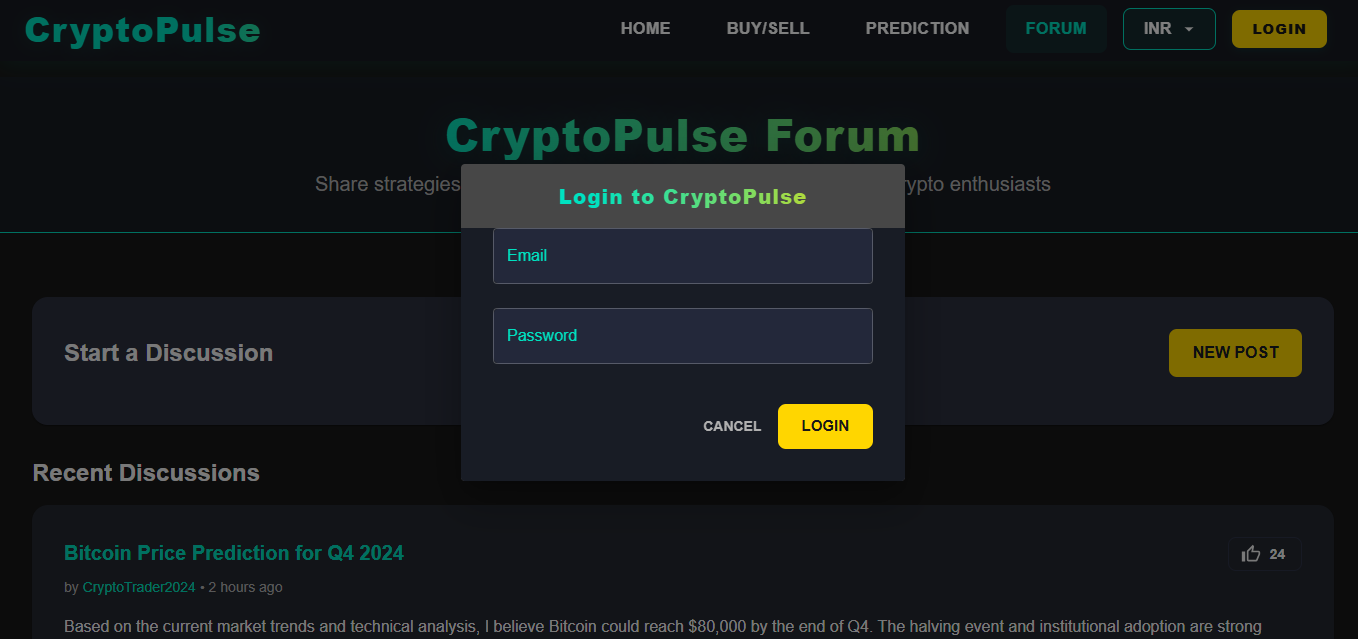 CryptoPulse HOME BUY/SELL PREDICTION FORUM INR LOGIN
CryptoPulse Forum
Share strategies rypto enthusiasts
Login to CryptoPulse
Email
Password
CANCEL LOGIN
Start a Discussion NEW POST
Recent Discussions
Bitcoin Price Prediction for Q4 2024 24
by CryptoTrader2024 • 2 hours ago
Based on the current market trends and technical analysis, I believe Bitcoin could reach $80,000 by the end of Q4. The halving event and institutional adoption are strong